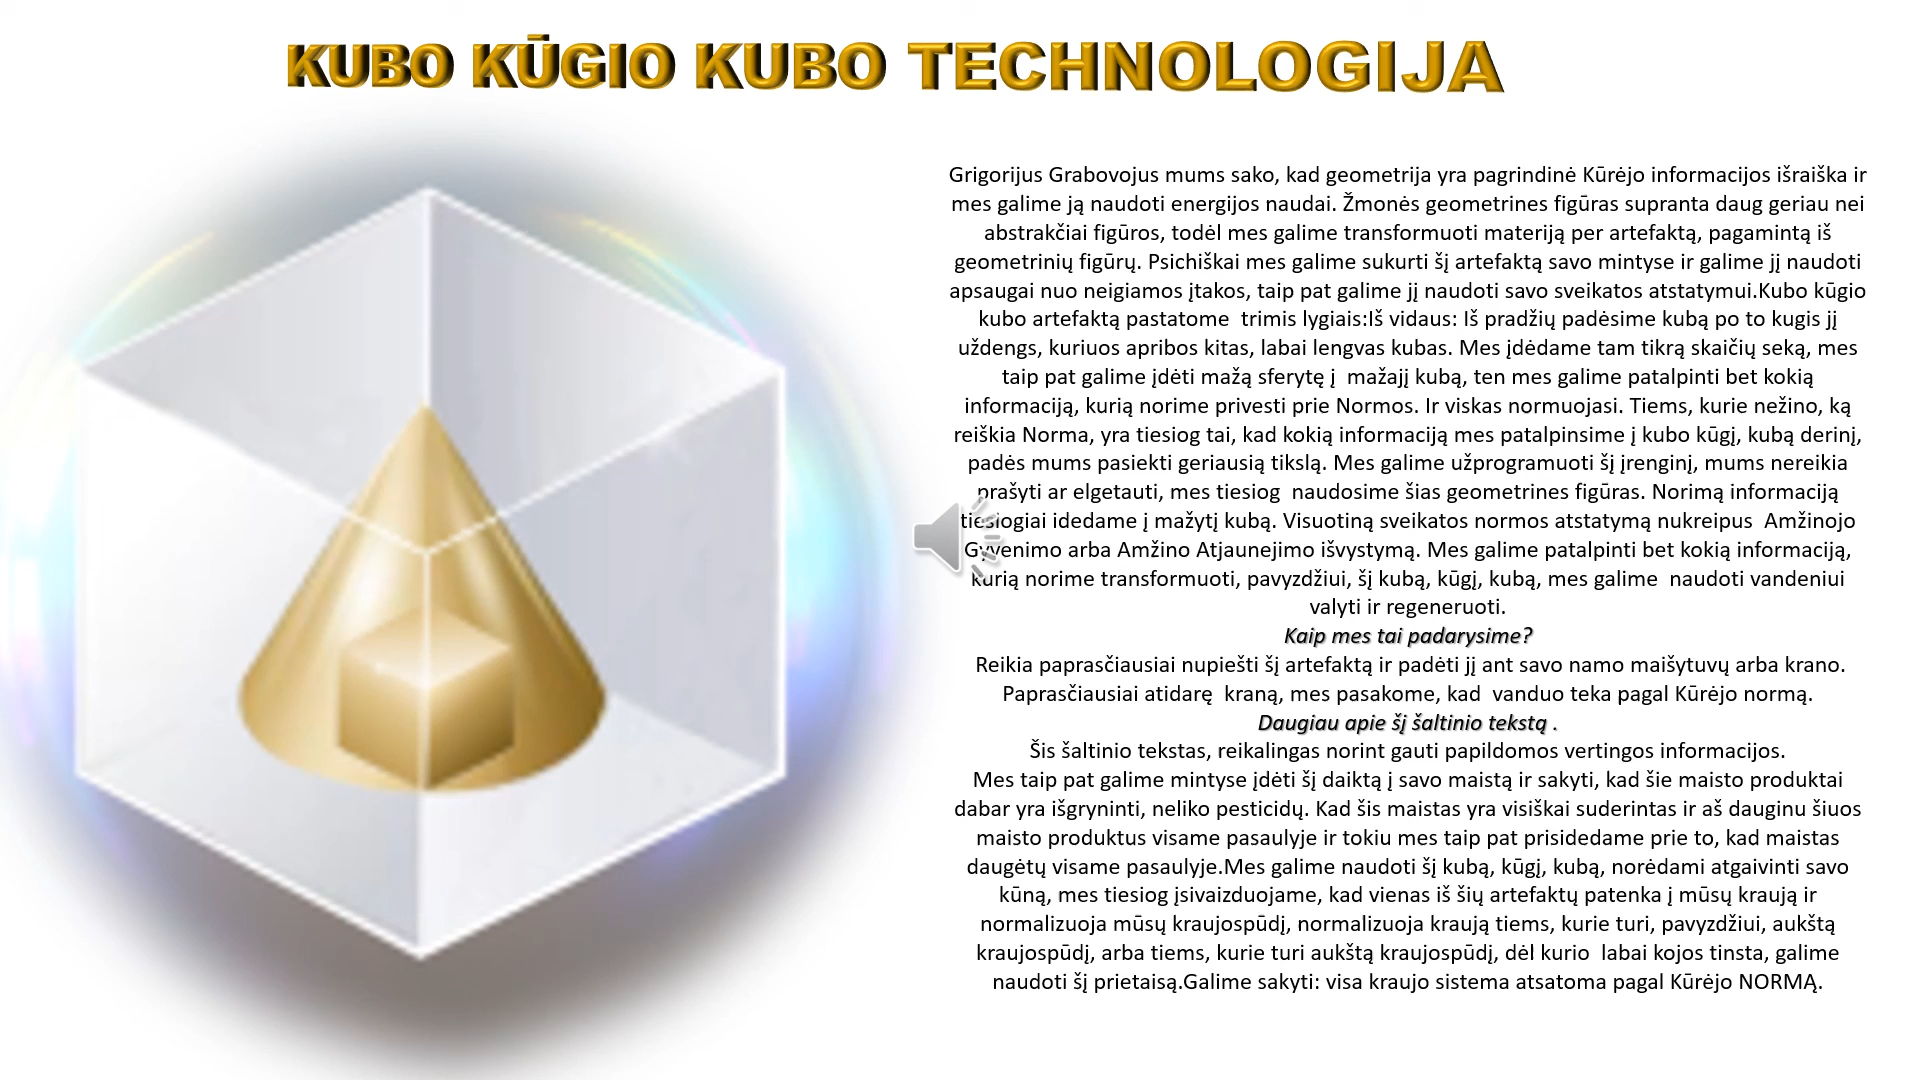 KUBO KŪGIO KUBO TECHNOLOGIJA
Grigorijus Grabovojus mums sako, kad geometrija yra pagrindinė Kūrėjo informacijos išraiška ir
mes galime ją naudoti energijos naudai. Žmonės geometrines figūras supranta daug geriau nei
abstrakčiai figūros, todėl mes galime transformuoti materiją per artefaktą, pagamintą iš
geometrinių figūrų. Psichiškai mes galime sukurti šį artefaktą savo mintyse ir galime jį naudoti
apsaugai nuo neigiamos įtakos, taip pat galime jį naudoti savo sveikatos atstatymui.Kubo kūgio
kubo artefaktą pastatome  trimis lygiais:Iš vidaus: Iš pradžių padėsime kubą po to kugis jį
uždengs, kuriuos apribos kitas, labai lengvas kubas. Mes įdėdame tam tikrą skaičių seką, mes
taip pat galime įdėti mažą sferytę į  mažajį kubą, ten mes galime patalpinti bet kokią
informaciją, kurią norime privesti prie Normos. Ir viskas normuojasi. Tiems, kurie nežino, ką
reiškia Norma, yra tiesiog tai, kad kokią informaciją mes patalpinsime į kubo kūgį, kubą derinį,
padės mums pasiekti geriausią tikslą. Mes galime užprogramuoti šį įrenginį, mums nereikia
prašyti ar elgetauti, mes tiesiog  naudosime šias geometrines figūras. Norimą informaciją
tiesiogiai idedame į mažytį kubą. Visuotiną sveikatos normos atstatymą nukreipus  Amžinojo
Gyvenimo arba Amžino Atjaunejimo išvystymą. Mes galime patalpinti bet kokią informaciją,
kurią norime transformuoti, pavyzdžiui, šį kubą, kūgį, kubą, mes galime  naudoti vandeniui
valyti ir regeneruoti.
Kaip mes tai padarysime?
Reikia paprasčiausiai nupiešti šį artefaktą ir padėti jį ant savo namo maišytuvų arba krano.
Paprasčiausiai atidarę  kraną, mes pasakome, kad  vanduo teka pagal Kūrėjo normą.
Daugiau apie šį šaltinio tekstą .
Šis šaltinio tekstas, reikalingas norint gauti papildomos vertingos informacijos.
Mes taip pat galime mintyse įdėti šį daiktą į savo maistą ir sakyti, kad šie maisto produktai
dabar yra išgryninti, neliko pesticidų. Kad šis maistas yra visiškai suderintas ir aš dauginu šiuos
maisto produktus visame pasaulyje ir tokiu mes taip pat prisidedame prie to, kad maistas
daugėtų visame pasaulyje.Mes galime naudoti šį kubą, kūgį, kubą, norėdami atgaivinti savo
kūną, mes tiesiog įsivaizduojame, kad vienas iš šių artefaktų patenka į mūsų kraują ir
normalizuoja mūsų kraujospūdį, normalizuoja kraują tiems, kurie turi, pavyzdžiui, aukštą
kraujospūdį, arba tiems, kurie turi aukštą kraujospūdį, dėl kurio  labai kojos tinsta, galime
naudoti šį prietaisą.Galime sakyti: visa kraujo sistema atsatoma pagal Kūrėjo NORMĄ.